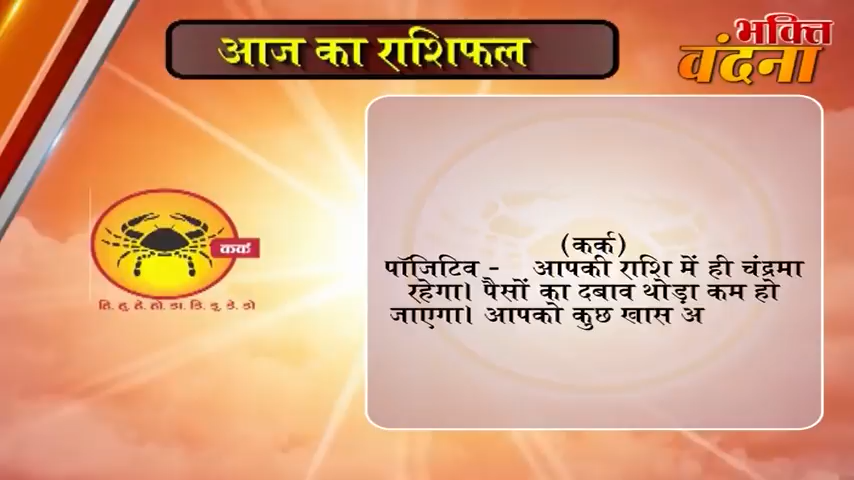 आज का राशिफल
भक्ति
वंदना
कर्क
हि. हु. हे. हो. डा. डि. डू. डे. डो
(कर्क)
पॉजिटिव - आपकी राशि में ही चंद्रमा
रहेगा। पैसों का दबाव थोड़ा कम हो
जाएगा। आपको कुछ खास अ